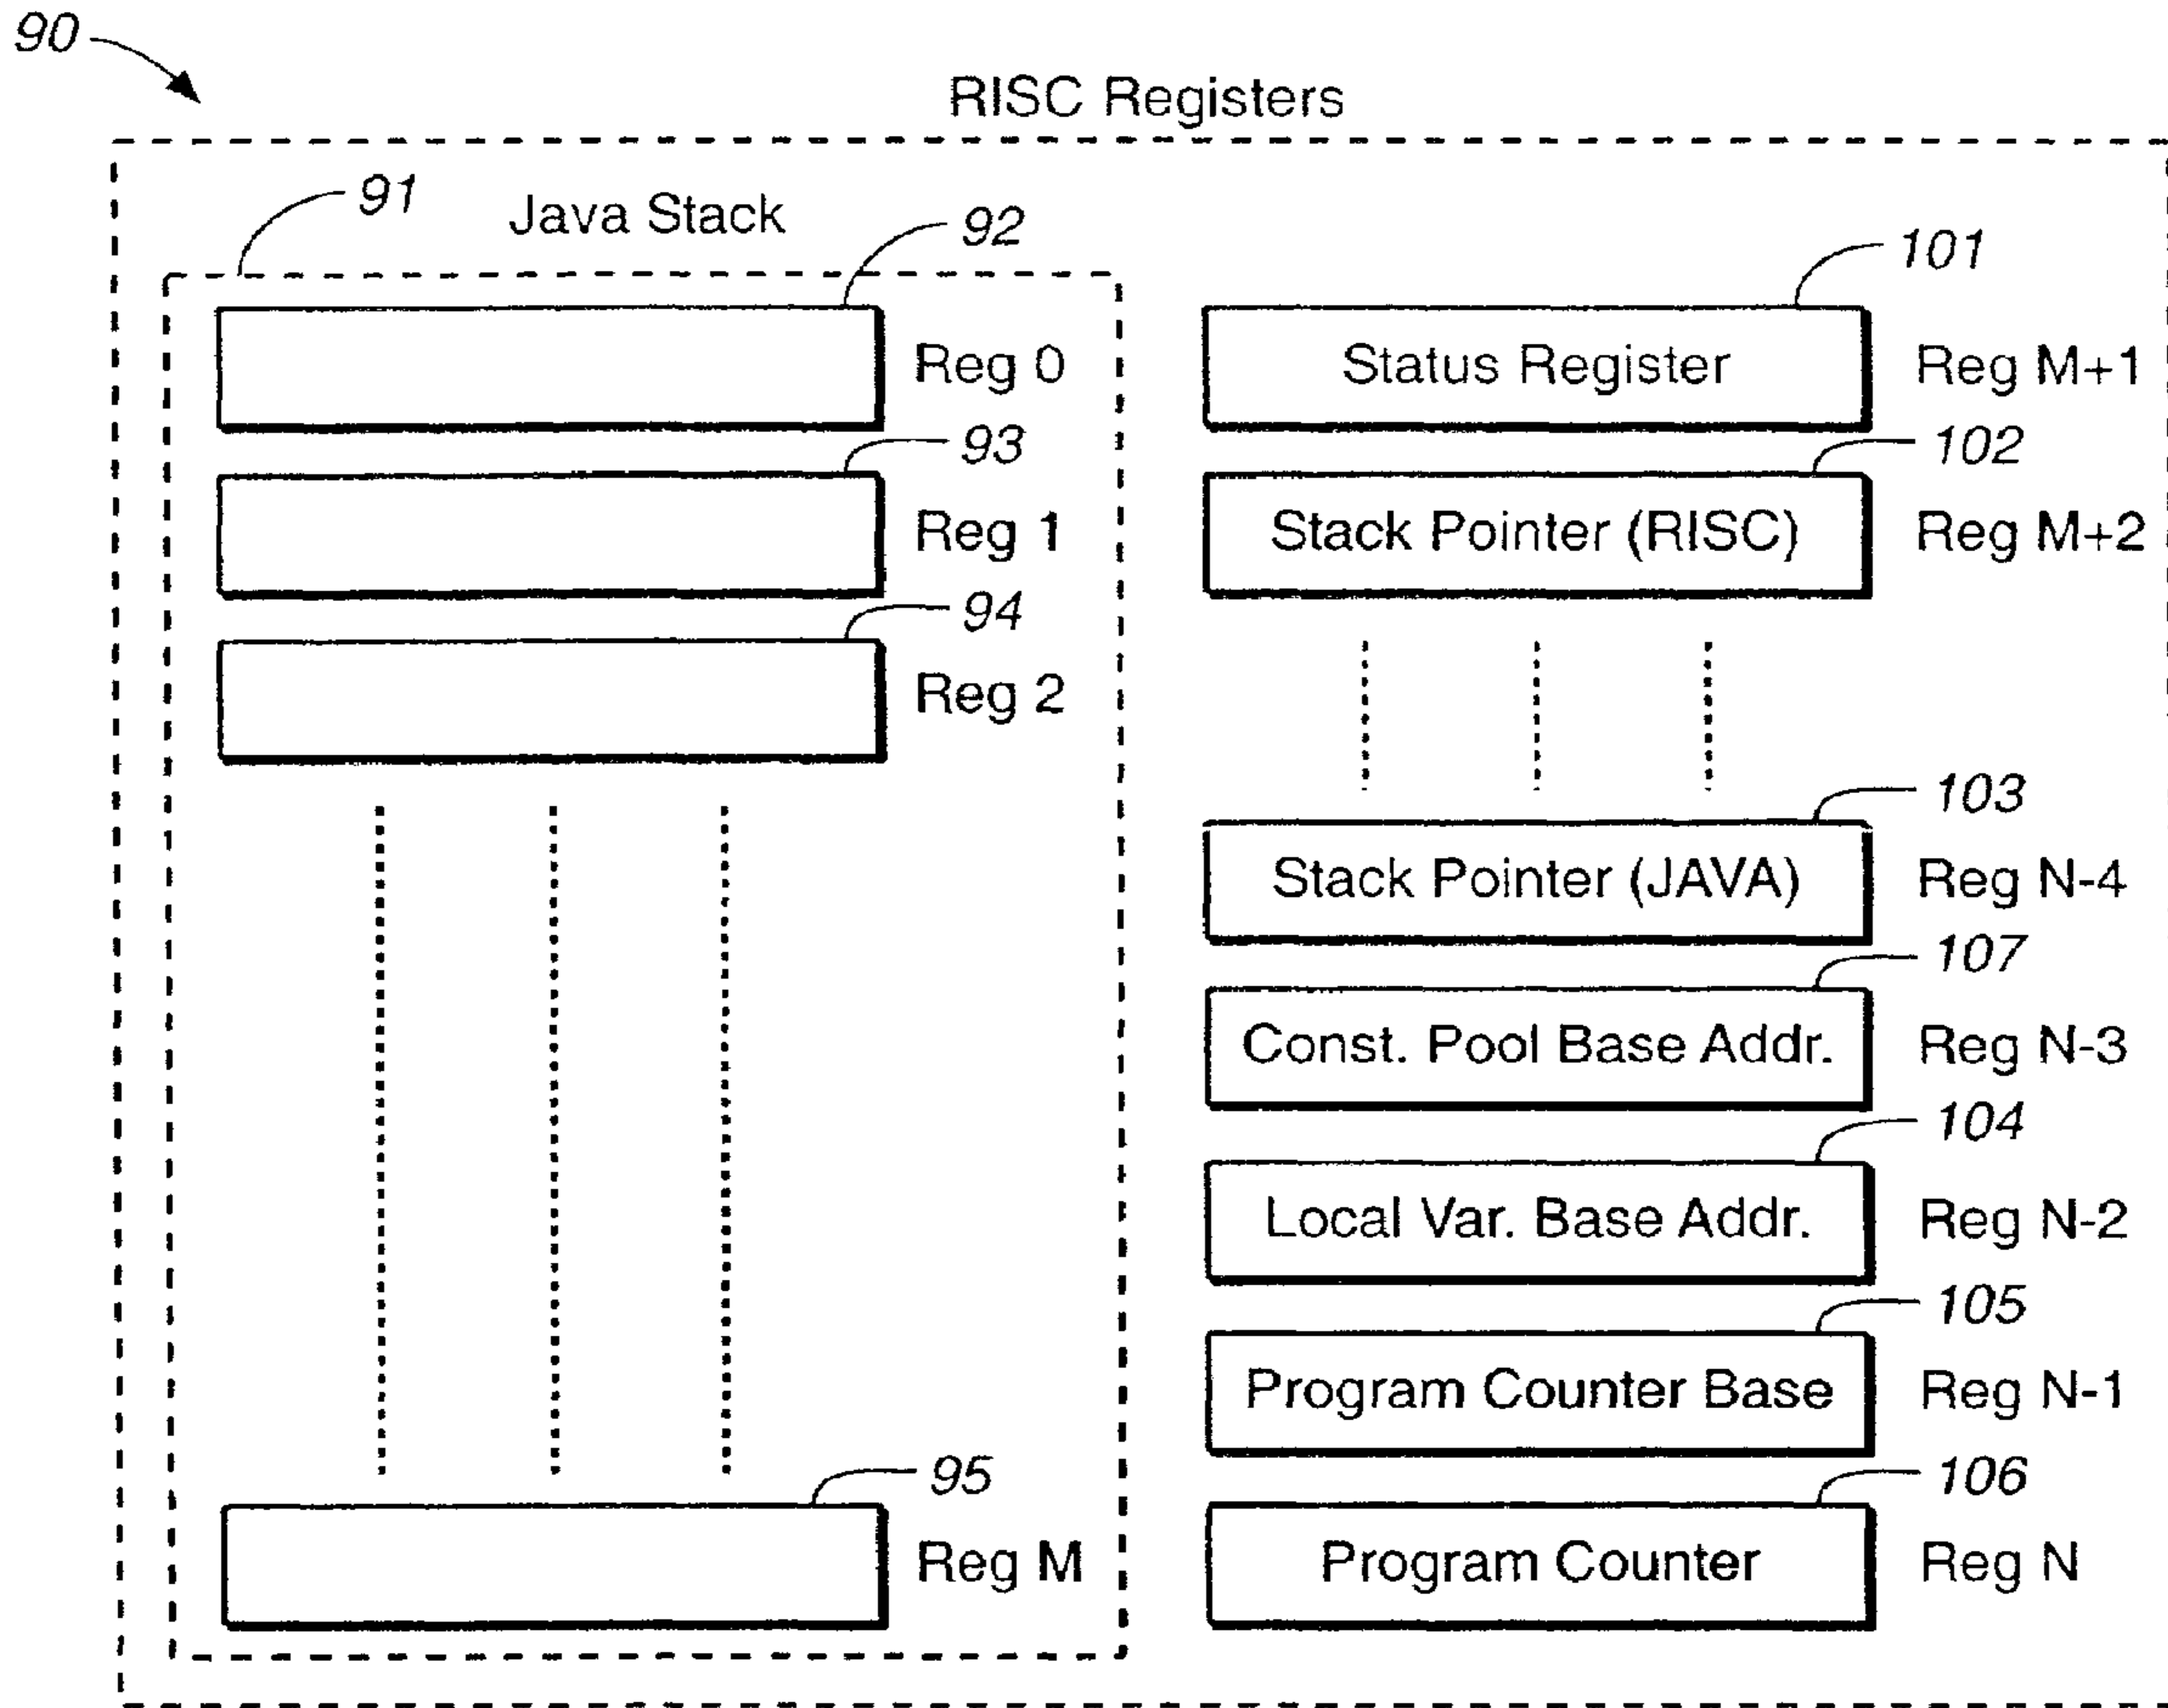 90
RISC Registers
91
Java Stack
92
Reg 0
93
Reg 1
94
Reg 2
95
Reg M
101
Status Register
Reg M+1
102
Stack Pointer (RISC)
Reg M+2
103
Stack Pointer (JAVA)
Reg N-4
107
Const. Pool Base Addr.
Reg N-3
104
Local Var. Base Addr.
Reg N-2
105
Program Counter Base
Reg N-1
106
Program Counter
Reg N